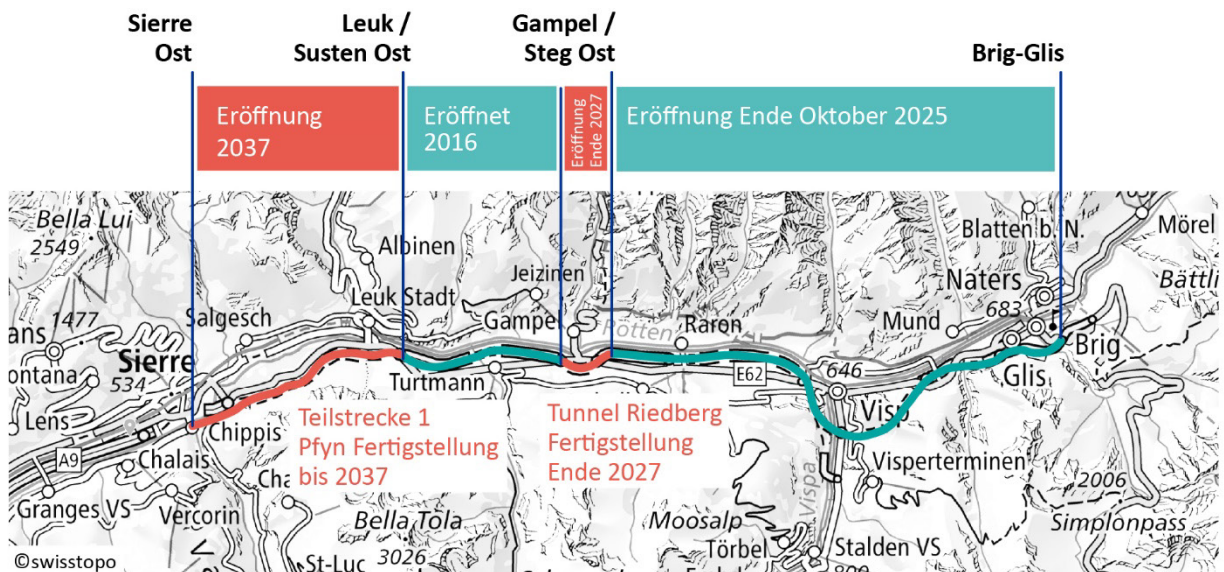 Sierre
Ost
Leuk /
Susten Ost
Gampel /
Steg Ost
Brig-Glis
Eröffnung
2037
Eröffnet
2016
Eröffnung
Ende 2027
Eröffnung Ende Oktober 2025
Bella Lui
2549
Albinen
Jeizinen
Blatten b. N.
Mörel
Leuk Stadt
Naters
683
Bättli
Salgesch
Gampel
Raron
Mund
1477
Sierre
Turtmann
E62
646
Brig
Glis
534
Lens
Visp
Chippis
Teilstrecke 1
Pfyn Fertigstellung
bis 2037
Tunnel Riedberg
Fertigstellung
Ende 2027
A9
Chalais
Visperterminen
Granges VS
Vercorin
2006
Bella Tola
3026
Moosalp
Vispa
Simplonpass
Törbel
Stalden VS
St-Luc
©swisstopo